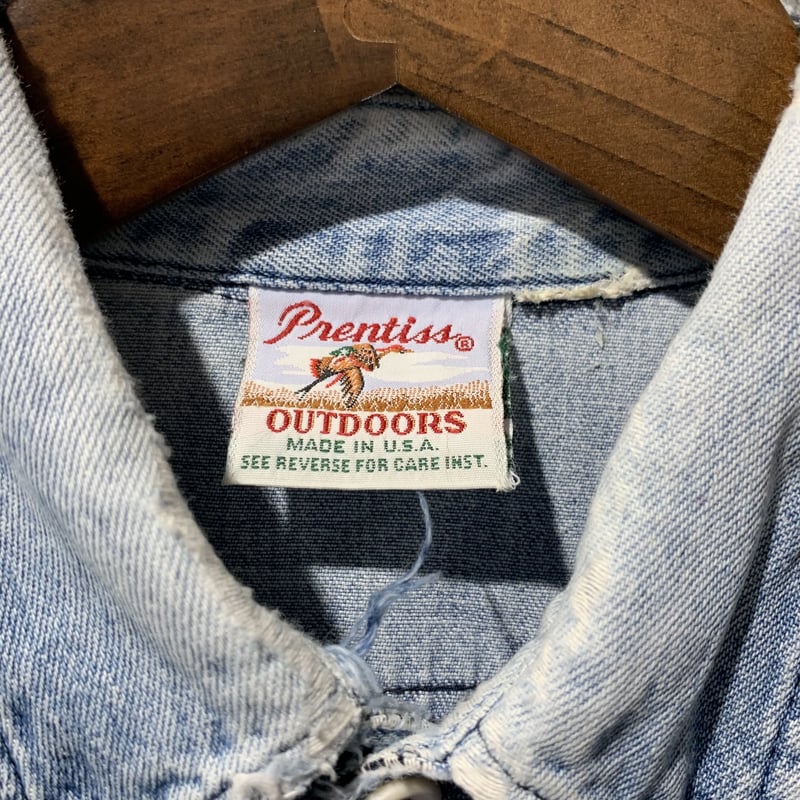 Prentiss®
OUTDOORS
MADE IN U.S.A.
SEE REVERSE FOR CARE INST.